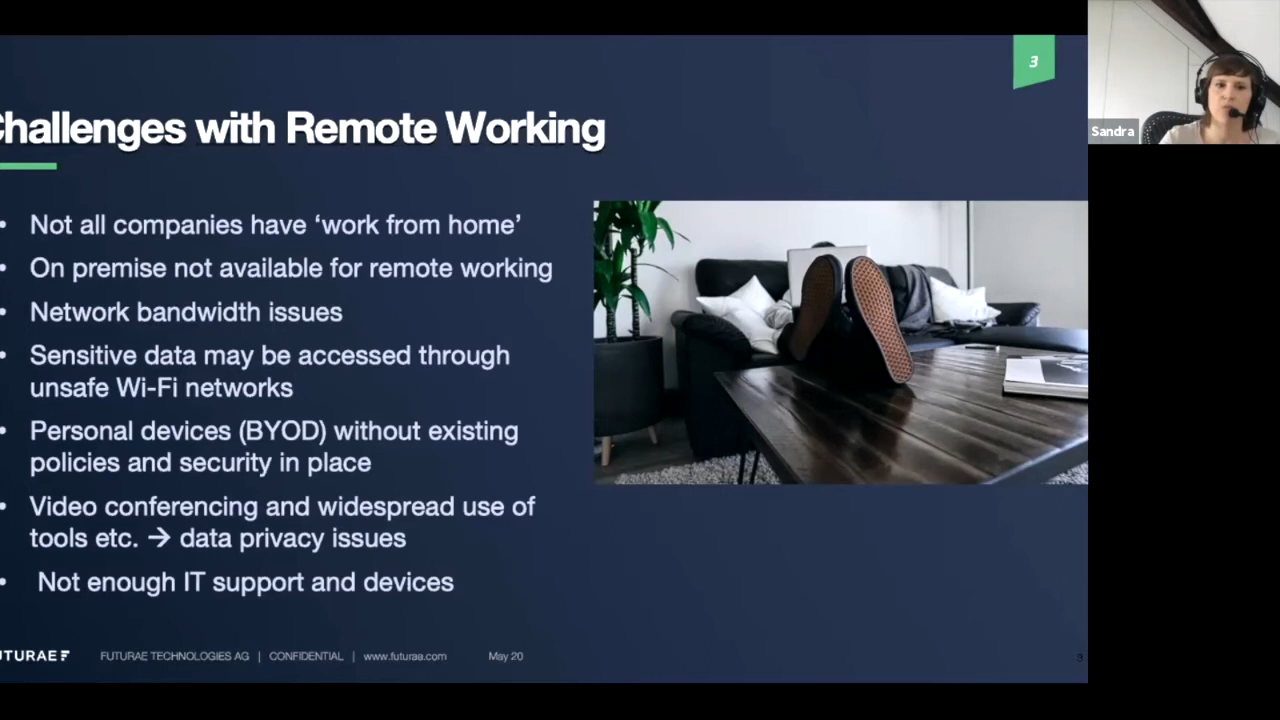 3
Sandra
Challenges with Remote Working
• Not all companies have ‘work from home’
• On premise not available for remote working
• Network bandwidth issues
• Sensitive data may be accessed through
unsafe Wi-Fi networks
• Personal devices (BYOD) without existing
policies and security in place
• Video conferencing and widespread use of
tools etc. → data privacy issues
• Not enough IT support and devices
UTURAE FUTURAE TECHNOLOGIES AG | CONFIDENTIAL | www.futurae.com May 20
3